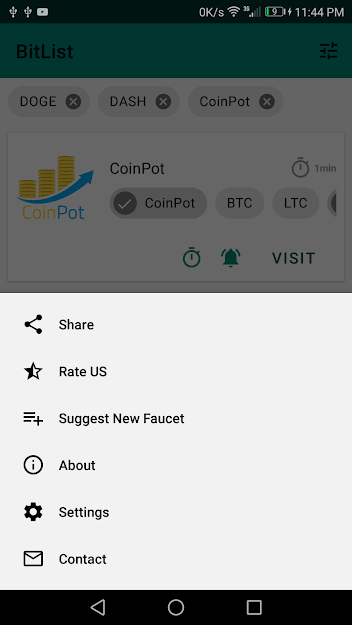 0K/s 3G 9 11:44 PM
BitList
DOGE DASH CoinPot
CoinPot 1min
CoinPot
CoinPot BTC LTC
VISIT
Share
Rate US
Suggest New Faucet
About
Settings
Contact